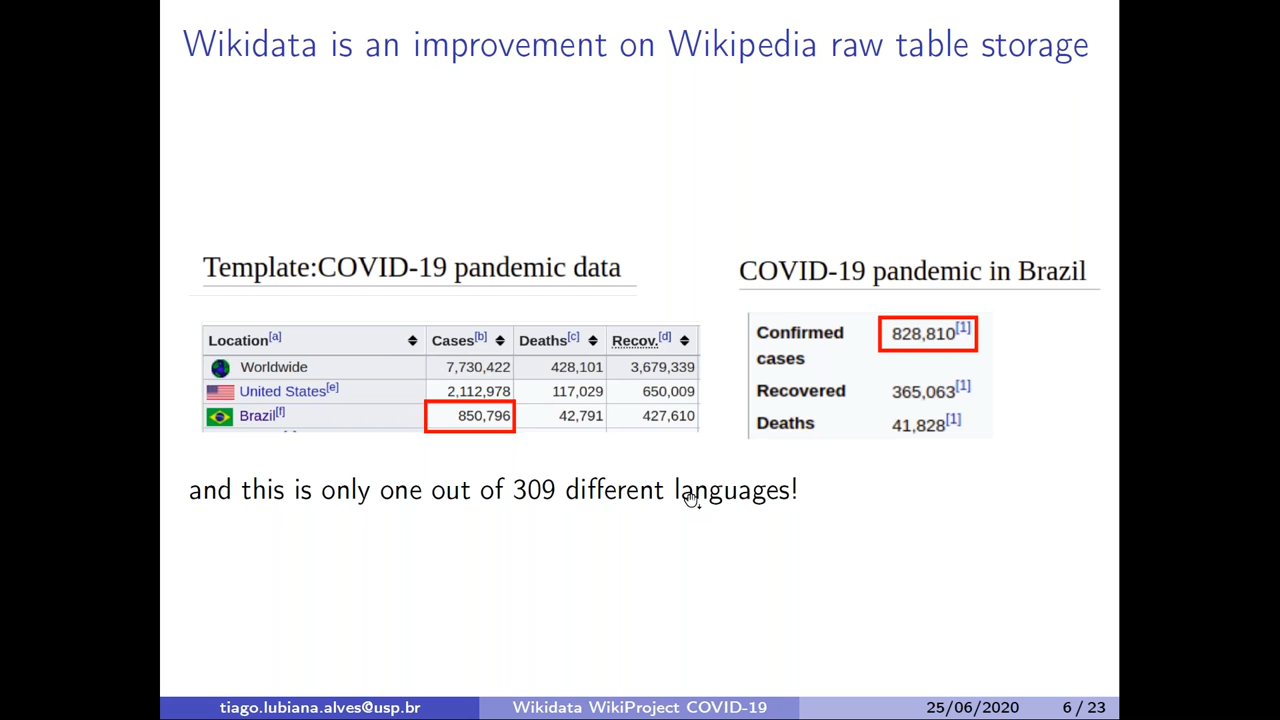 Wikidata is an improvement on Wikipedia raw table storage
Template:COVID-19 pandemic data
Location[a] Cases[b] Deaths[c] Recov.[d]
Worldwide 7,730,422 428,101 3,679,339
United States[e] 2,112,978 117,029 650,009
Brazil[f] 850,796 42,791 427,610
COVID-19 pandemic in Brazil
Confirmed cases 828,810[1]
Recovered 365,063[1]
Deaths 41,828[1]
and this is only one out of 309 different languages!
tiago.lubiana.alves@usp.br Wikidata WikiProject COVID-19 25/06/2020 6 / 23